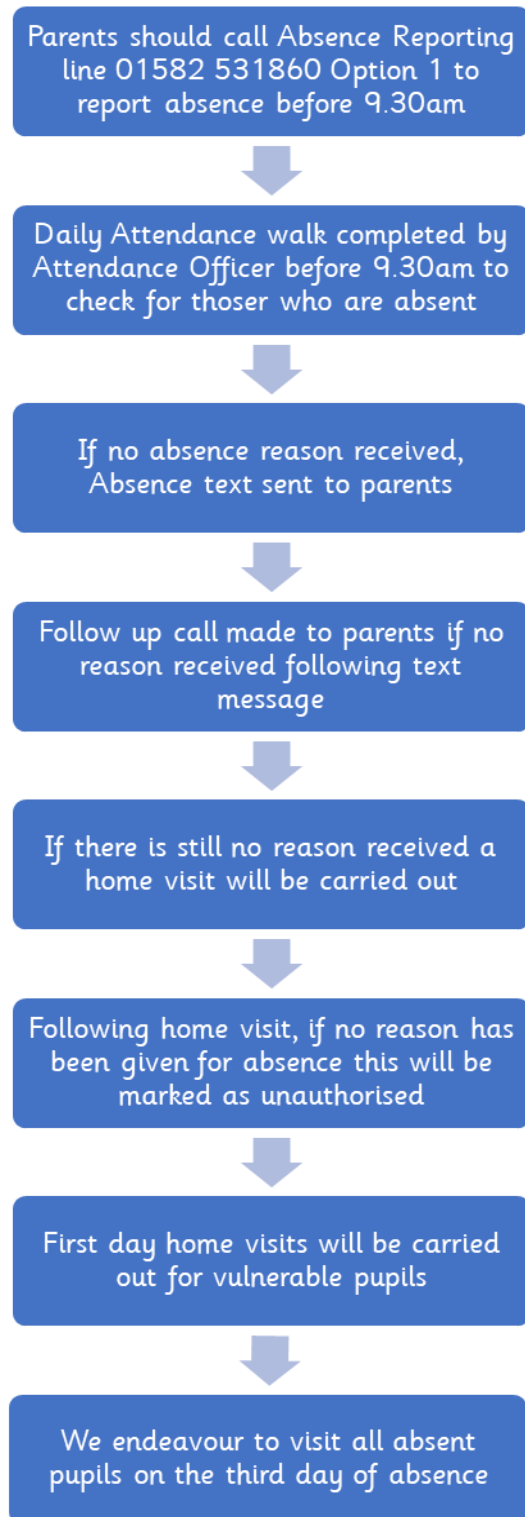 Parents should call Absence Reporting
line 01582 531860 Option 1 to
report absence before 9.30am
Daily Attendance walk completed by
Attendance Officer before 9.30am to
check for thoser who are absent
If no absence reason received,
Absence text sent to parents
Follow up call made to parents if no
reason received following text
message
If there is still no reason received a
home visit will be carried out
Following home visit, if no reason has
been given for absence this will be
marked as unauthorised
First day home visits will be carried
out for vulnerable pupils
We endeavour to visit all absent
pupils on the third day of absence